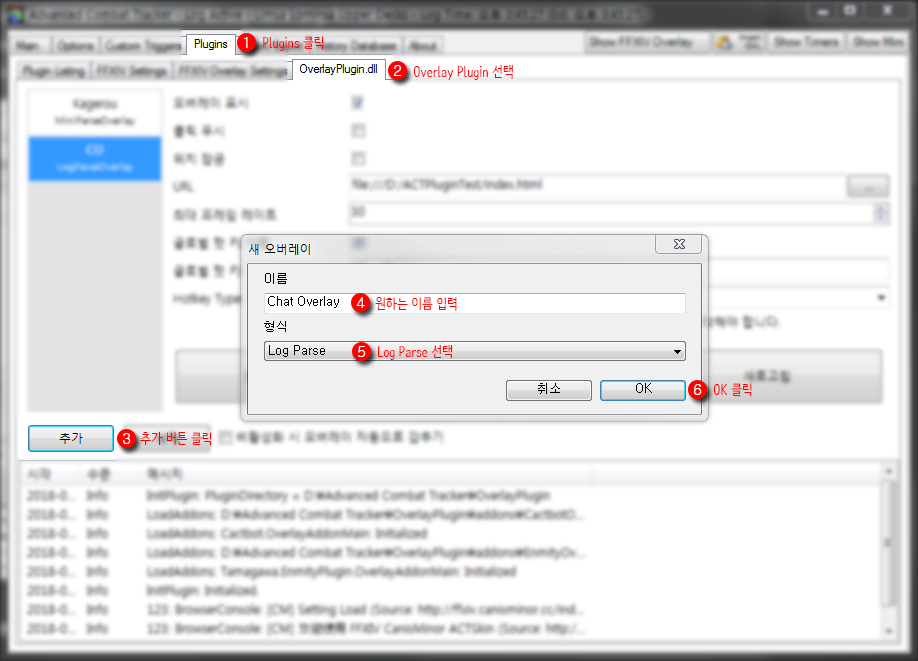 Advanced Combat Tracker
Main Options Custom Triggers Plugins 1 Plugins 클릭 History Database About Show FFXIV Overlay Show Timers Show Mini
Plugin Listing FFXIV Settings FFXIV Overlay Settings OverlayPlugin.dll 2 Overlay Plugin 선택
Kagerou
MiniParseOverlay
CO
LogParseOverlay
오버레이 표시
클릭 무시
위치 잠금
URL file:///D:/ACTPluginTest/index.html ...
최대 프레임 레이트 30
글로벌 핫
글로벌 핫
Hotkey Type
새 오버레이
이름
Chat Overlay 4 원하는 이름 입력
형식
Log Parse 5 Log Parse 선택
취소 OK 6 OK 클릭
새로고침
추가 3 추가 버튼 클릭 비활성화 시 오버레이 자동으로 감추기
시각 수준 메시지
2018-0... Info InitPlugin: PluginDirectory = D:₩Advanced Combat Tracker₩OverlayPlugin
2018-0... Info LoadAddons: D:₩Advanced Combat Tracker₩OverlayPlugin₩addons₩CactbotO...
2018-0... Info LoadAddons: Cactbot.OverlayAddonMain: Initialized
2018-0... Info LoadAddons: D:₩Advanced Combat Tracker₩OverlayPlugin₩addons₩EnmityOv...
2018-0... Info LoadAddons: Tamagawa.EnmityPlugin.OverlayAddonMain: Initialized
2018-0... Info InitPlugin: Initialized.
2018-0... Info 123: BrowserConsole: [CM] Setting Load (Source: http://ffxiv.canisminor.cc/ind...
2018-0... Info 123: BrowserConsole: [CM] 欢迎使用 FFXIV CanisMinor ACTSkin (Source: http:/...